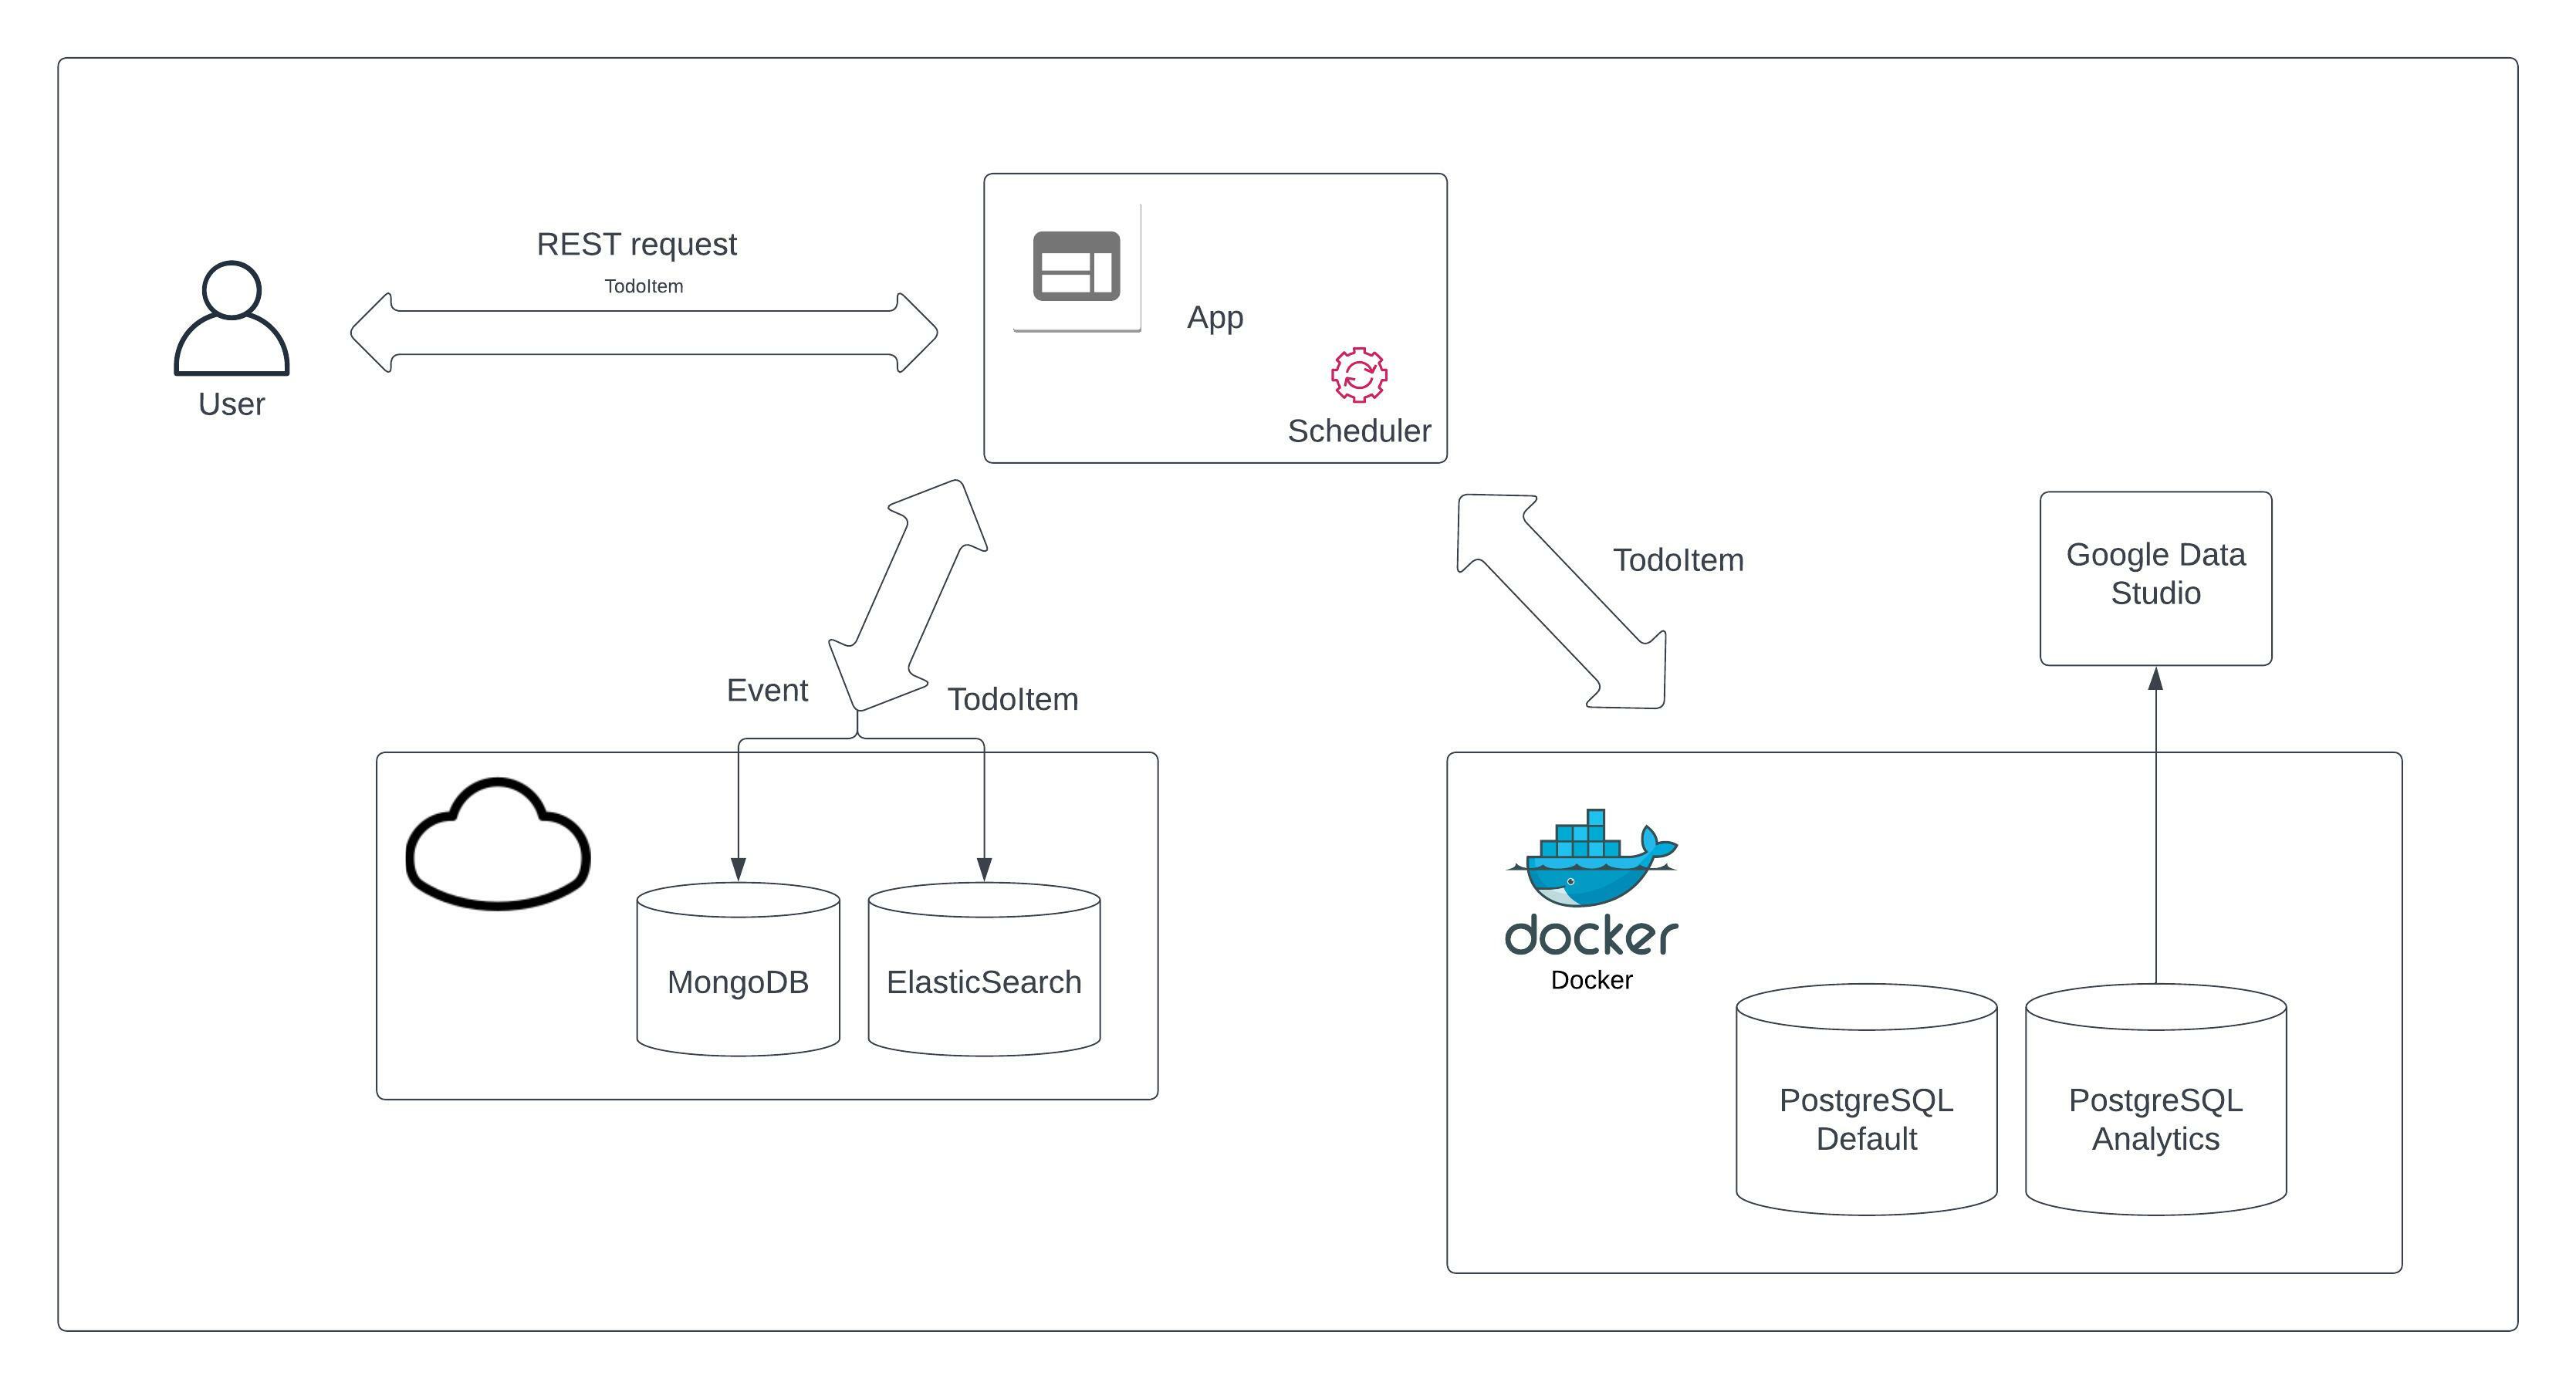 REST request
TodoItem
User
App
Scheduler
TodoItem
Google Data
Studio
Event
TodoItem
MongoDB
ElasticSearch
docker
Docker
PostgreSQL
Default
PostgreSQL
Analytics